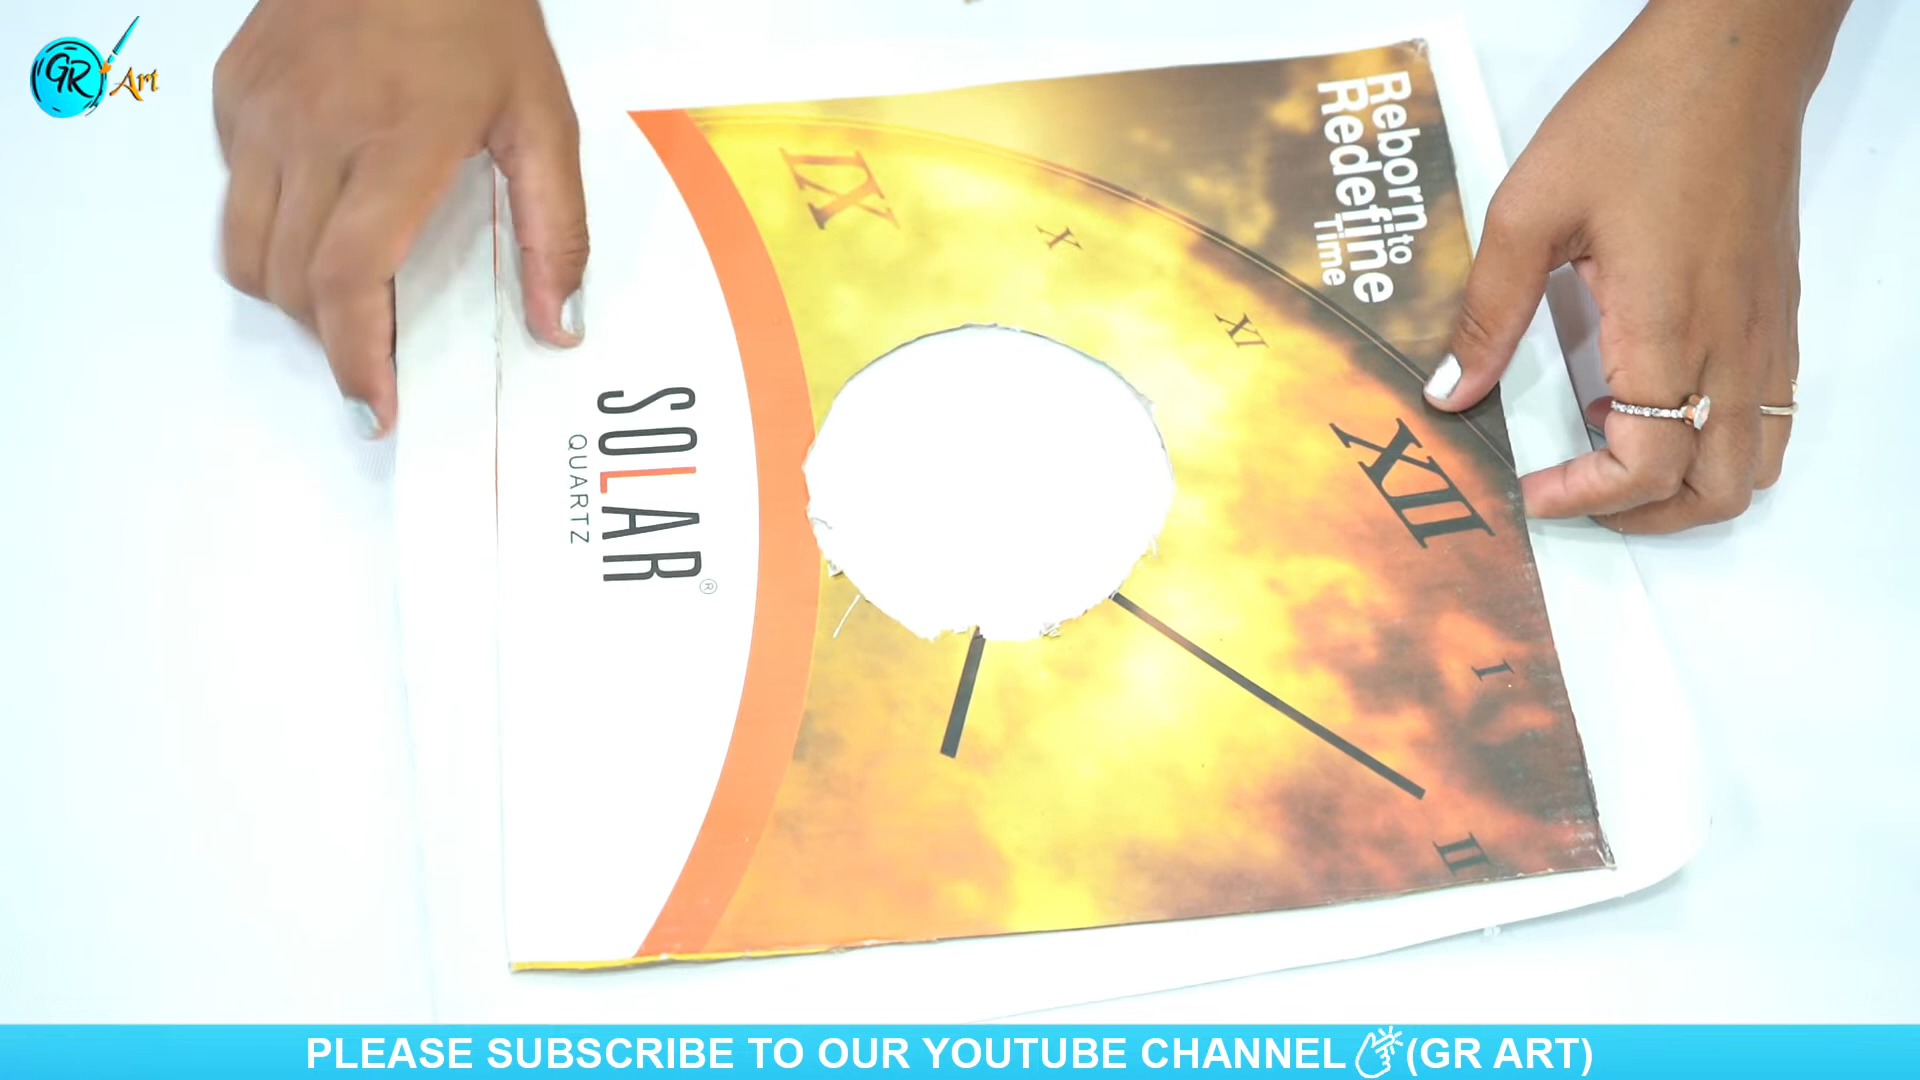 GR Art
Reborn to
Redefine
Time
IX
X
XI
XII
I
II
SOLAR®
QUARTZ
PLEASE SUBSCRIBE TO OUR YOUTUBE CHANNEL (GR ART)